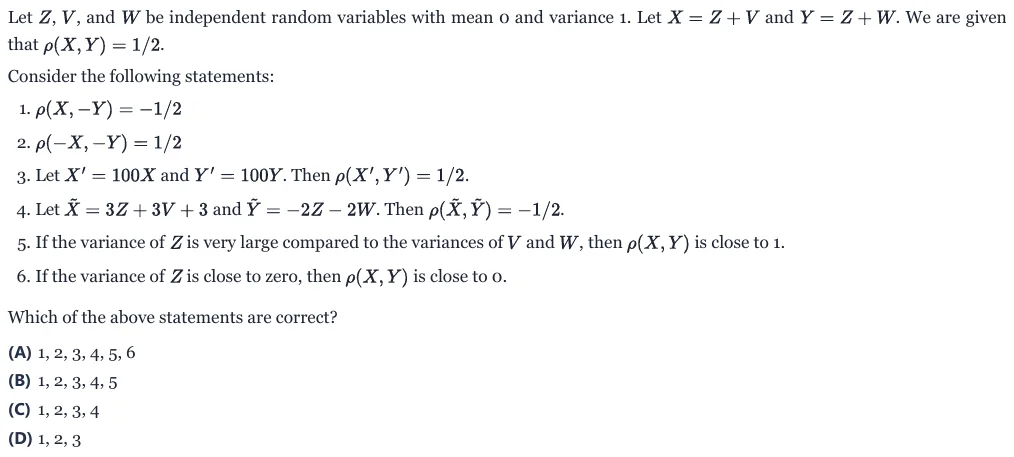 Let Z, V, and W be independent random variables with mean 0 and variance 1. Let X = Z + V and Y = Z + W. We are given
that ρ(X, Y) = 1/2.
Consider the following statements:
1. ρ(X, −Y) = −1/2
2. ρ(−X, −Y) = 1/2
3. Let X′ = 100X and Y′ = 100Y. Then ρ(X′, Y′) = 1/2.
4. Let X̃ = 3Z + 3V + 3 and Ỹ = −2Z − 2W. Then ρ(X̃, Ỹ) = −1/2.
5. If the variance of Z is very large compared to the variances of V and W, then ρ(X, Y) is close to 1.
6. If the variance of Z is close to zero, then ρ(X, Y) is close to 0.
Which of the above statements are correct?
(A) 1, 2, 3, 4, 5, 6
(B) 1, 2, 3, 4, 5
(C) 1, 2, 3, 4
(D) 1, 2, 3